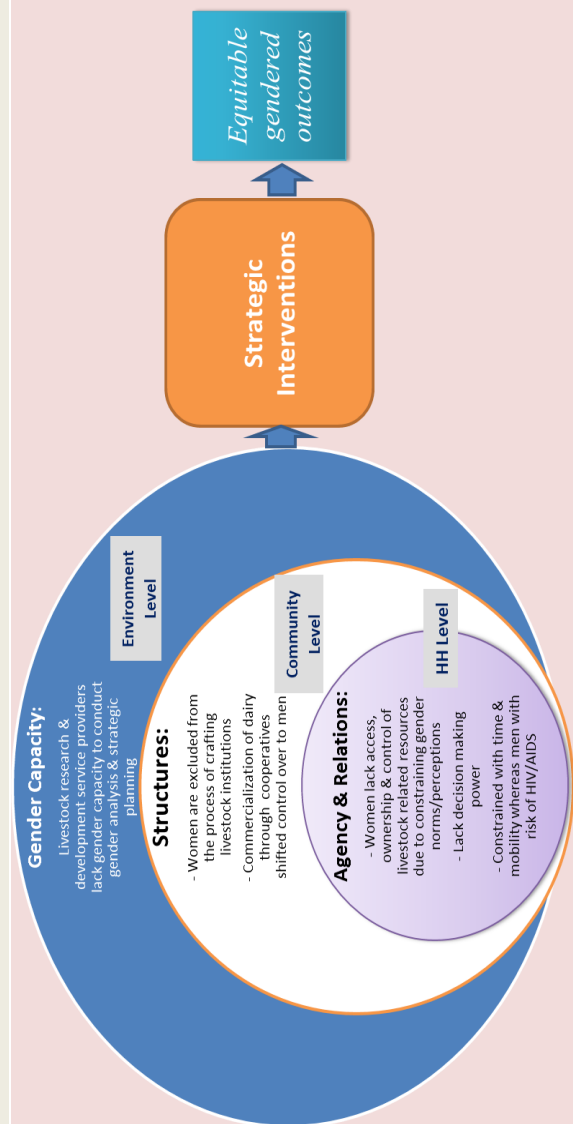 Gender Capacity:
Livestock research &
development service providers
lack gender capacity to conduct
gender analysis & strategic
planning
Environment
Level
Structures:
- Women are excluded from
the process of crafting
livestock institutions
- Commercialization of dairy
through cooperatives
shifted control over to men
Community
Level
Agency & Relations:
- Women lack access,
ownership & control of
livestock related resources
due to constraining gender
norms/perceptions
- Lack decision making
power
- Constrained with time &
mobility whereas men with
risk of HIV/AIDS
HH Level
Strategic
Interventions
Equitable
gendered
outcomes